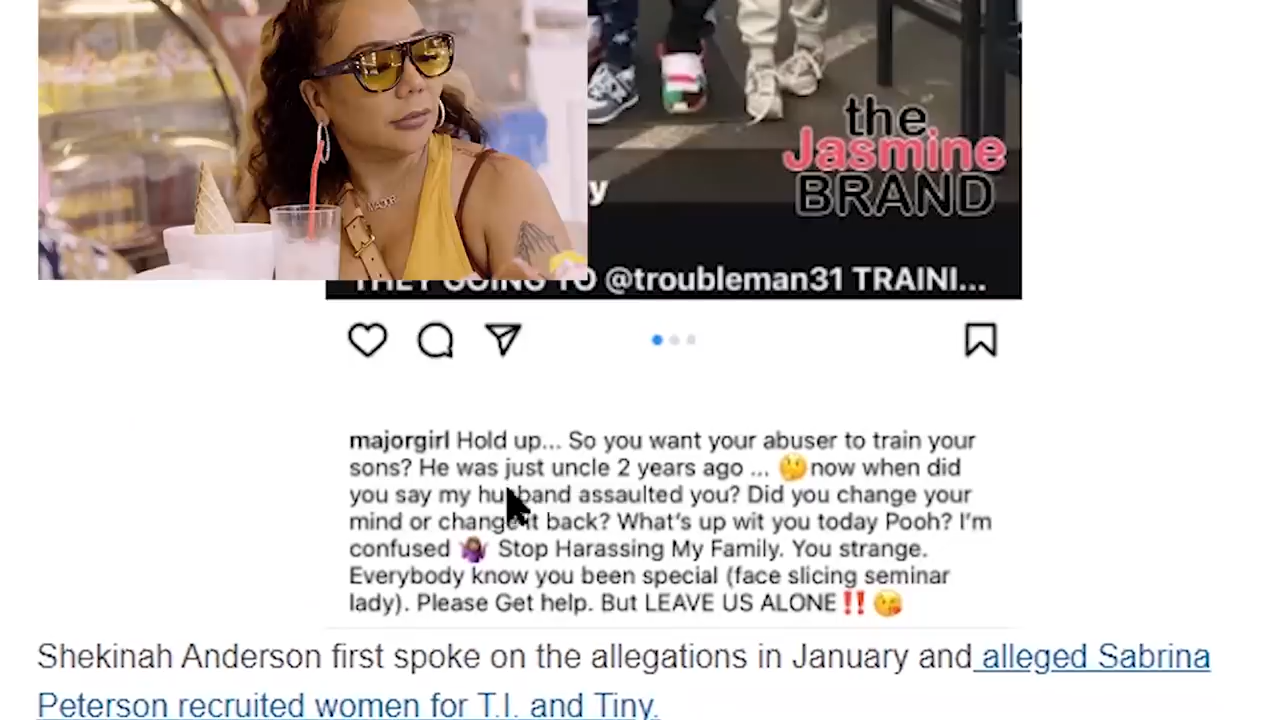 the
Jasmine
BRAND
y
THEY GOING TO @troubleman31 TRAINI...
majorgirl Hold up... So you want your abuser to train your
sons? He was just uncle 2 years ago ... 🤔now when did
you say my husband assaulted you? Did you change your
mind or change it back? What's up wit you today Pooh? I'm
confused 🤷🏾‍♀️ Stop Harassing My Family. You strange.
Everybody know you been special (face slicing seminar
lady). Please Get help. But LEAVE US ALONE‼️ 😘
Shekinah Anderson first spoke on the allegations in January and alleged Sabrina
Peterson recruited women for T.I. and Tiny.